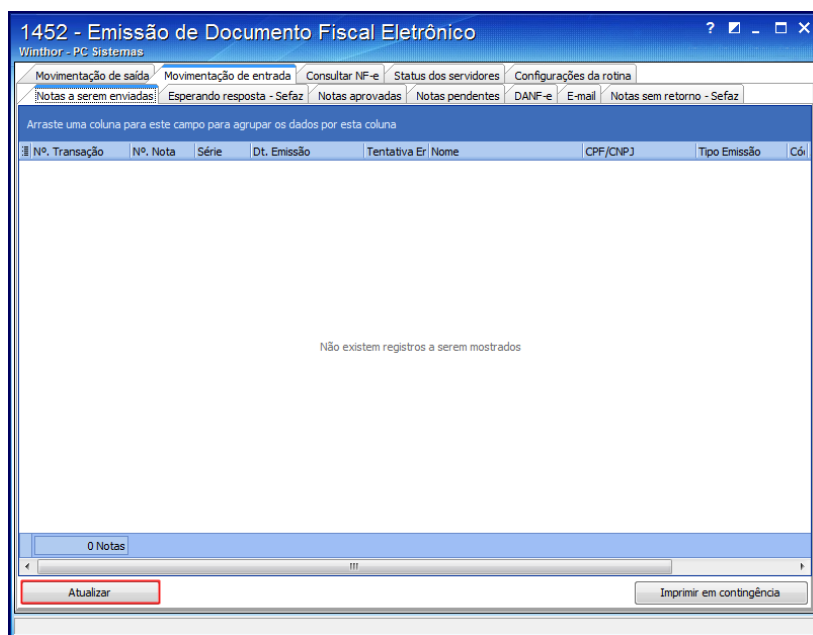 1452 - Emissão de Documento Fiscal Eletrônico
Winthor - PC Sistemas
Movimentação de saída Movimentação de entrada Consultar NF-e Status dos servidores Configurações da rotina
Notas a serem enviadas Esperando resposta - Sefaz Notas aprovadas Notas pendentes DANF-e E-mail Notas sem retorno - Sefaz
Arraste uma coluna para este campo para agrupar os dados por esta coluna
Nº. Transação Nº. Nota Série Dt. Emissão Tentativa Er Nome CPF/CNPJ Tipo Emissão Có
Não existem registros a serem mostrados
0 Notas
Atualizar Imprimir em contingência